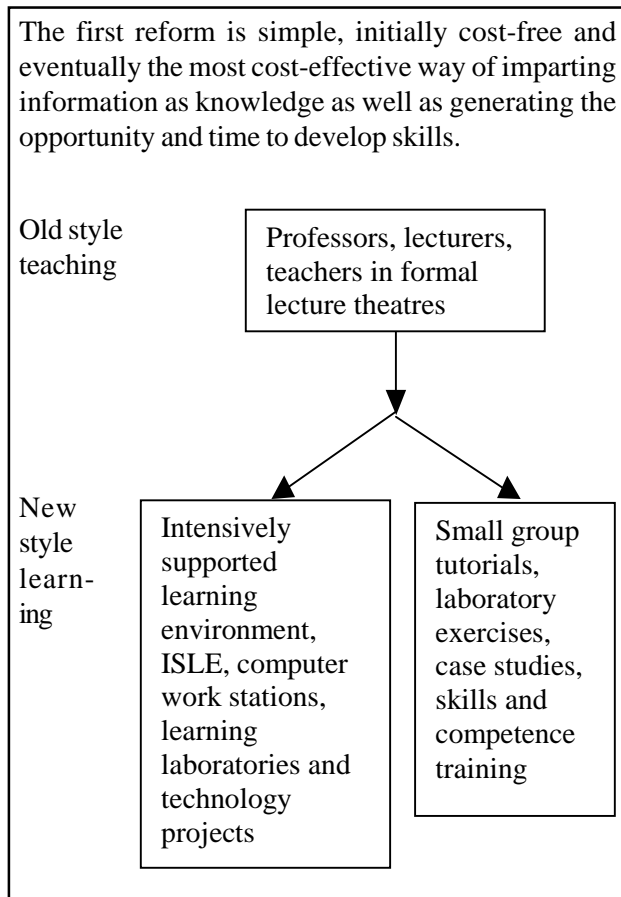 The first reform is simple, initially cost-free and
eventually the most cost-effective way of imparting
information as knowledge as well as generating the
opportunity and time to develop skills.
Old style
teaching
Professors, lecturers,
teachers in formal
lecture theatres
New
style
learn-
ing
Intensively
supported
learning
environment,
ISLE, computer
work stations,
learning
laboratories and
technology
projects
Small group
tutorials,
laboratory
exercises,
case studies,
skills and
competence
training